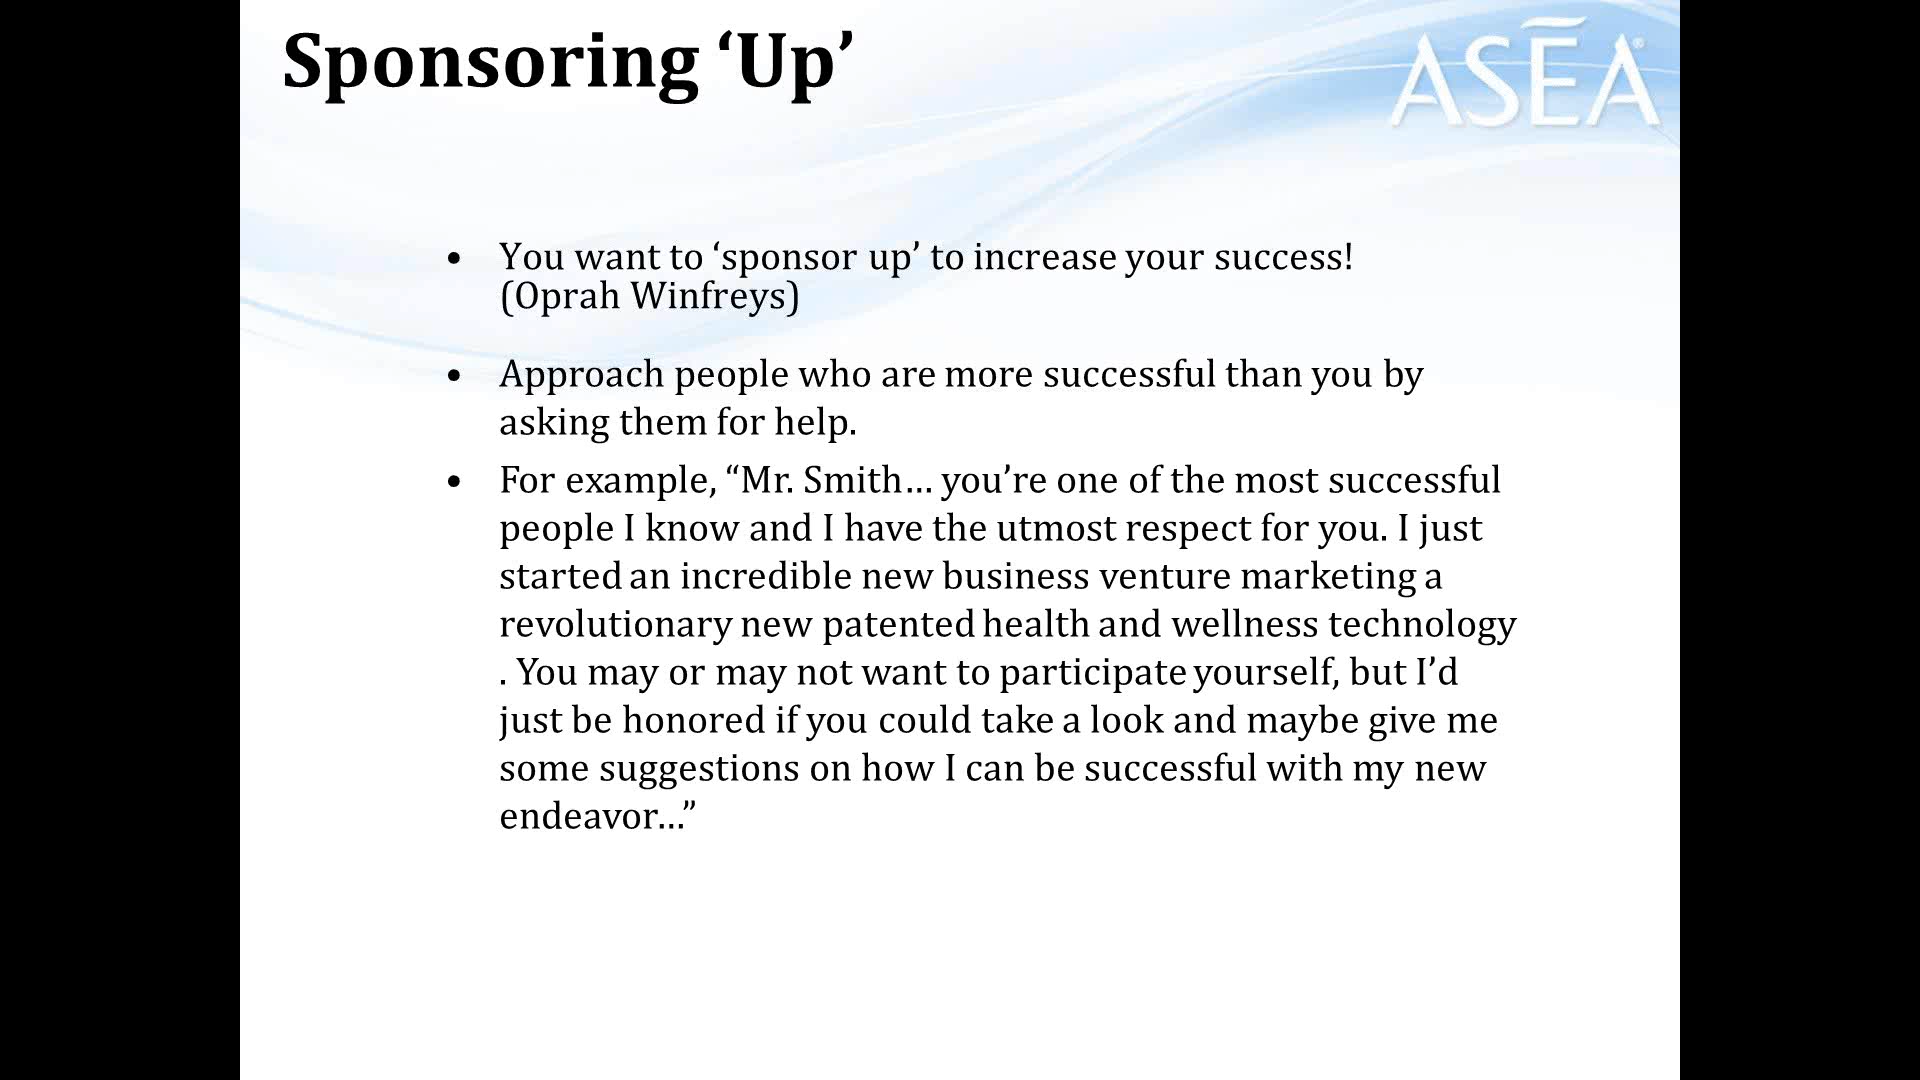 Sponsoring ‘Up’
ASEA®
• You want to ‘sponsor up’ to increase your success!
(Oprah Winfreys)
• Approach people who are more successful than you by
asking them for help.
• For example, “Mr. Smith… you’re one of the most successful
people I know and I have the utmost respect for you. I just
started an incredible new business venture marketing a
revolutionary new patented health and wellness technology
. You may or may not want to participate yourself, but I’d
just be honored if you could take a look and maybe give me
some suggestions on how I can be successful with my new
endeavor…”